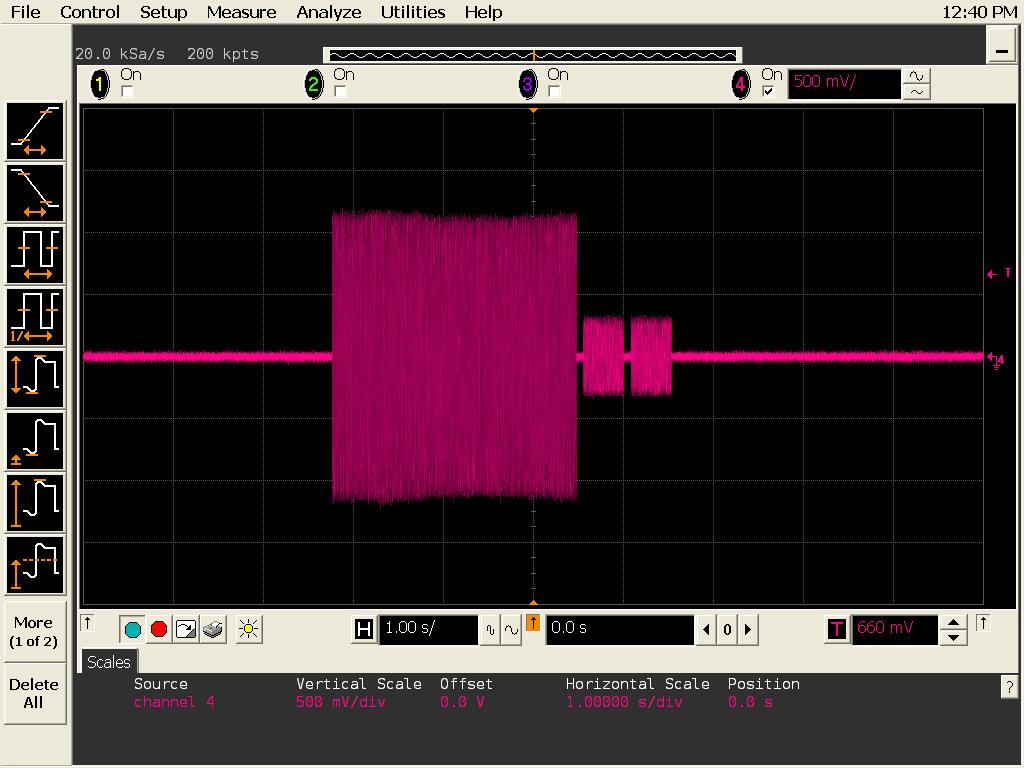 File Control Setup Measure Analyze Utilities Help 12:40 PM
20.0 kSa/s 200 kpts
1 On 2 On 3 On 4 On 500 mV/
T
4
1/
More
(1 of 2)
Delete
All
H 1.00 s/ 0.0 s 0 T 660 mV
Scales
Source Vertical Scale Offset Horizontal Scale Position
channel 4 500 mV/div 0.0 V 1.00000 s/div 0.0 s
?